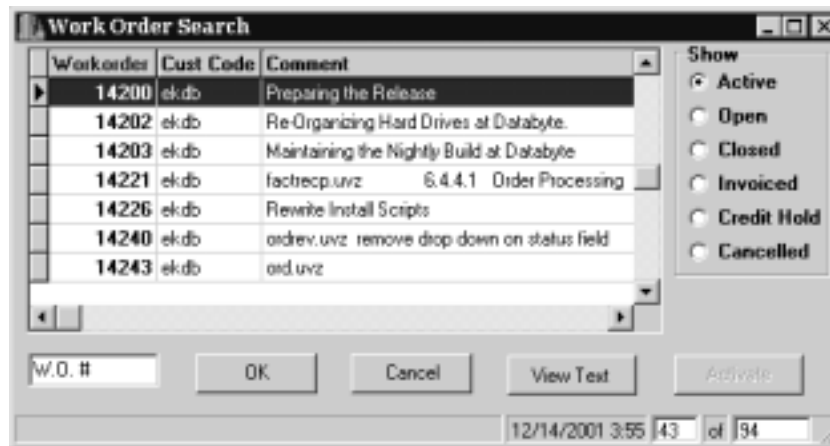 Work Order Search
Workorder Cust Code Comment
14200 ekdb Preparing the Release
14202 ekdb Re-Organizing Hard Drives at Databyte.
14203 ekdb Maintaining the Nightly Build at Databyte
14221 ekdb factrecp.uvz 6.4.4.1 Order Processing
14226 ekdb Rewrite Install Scripts
14240 ekdb ordrev.uvz remove drop down on status field
14243 ekdb ord.uvz
Show
Active
Open
Closed
Invoiced
Credit Hold
Cancelled
W.O. # OK Cancel View Text Activate
12/14/2001 3:55 43 of 94